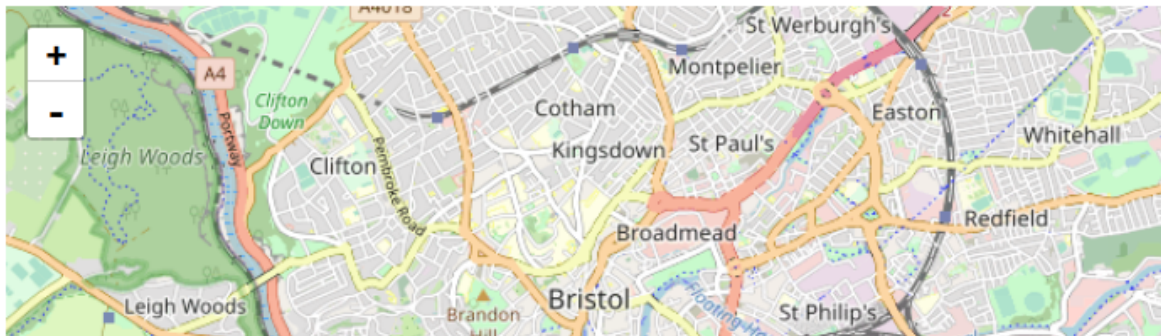 A4018
St Werburgh's
+
Montpelier
A4
-
Clifton
Down
Cotham
Easton
Whitehall
Portway
Leigh Woods
Clifton
Pembroke Road
Kingsdown
St Paul's
Redfield
Broadmead
Leigh Woods
Bristol
Brandon
St Philip's
Floating